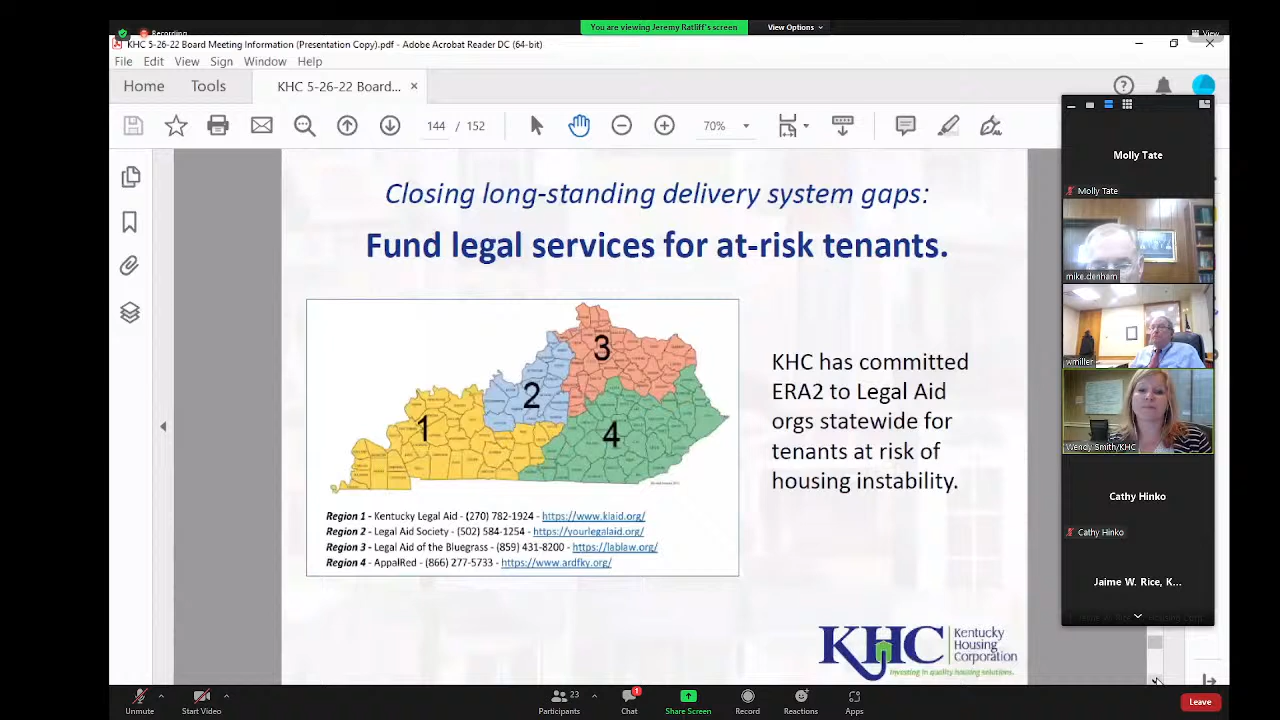 You are viewing Jeremy Ratliff's screen
View Options
Recording
View
KHC 5-26-22 Board Meeting Information (Presentation Copy).pdf - Adobe Acrobat Reader DC (64-bit)
File Edit View Sign Window Help
Home Tools KHC 5-26-22 Board... ×
144 / 152
70%
Closing long-standing delivery system gaps:
Fund legal services for at-risk tenants.
1
2
3
4
KHC has committed
ERA2 to Legal Aid
orgs statewide for
tenants at risk of
housing instability.
Region 1 - Kentucky Legal Aid - (270) 782-1924 - https://www.klaid.org/
Region 2 - Legal Aid Society - (502) 584-1254 - https://yourlegalaid.org/
Region 3 - Legal Aid of the Bluegrass - (859) 431-8200 - https://lablaw.org/
Region 4 - AppalRed - (866) 277-5733 - https://www.ardfky.org/
KHC
Kentucky
Housing
Corporation
Investing in quality housing solutions.
Molly Tate
Molly Tate
mike.denham
wmiller
Wendy Smith/KHC
Cathy Hinko
Cathy Hinko
Jaime W. Rice, K...
Unmute
Start Video
23
Participants
1
Chat
Share Screen
Record
Reactions
Apps
Leave